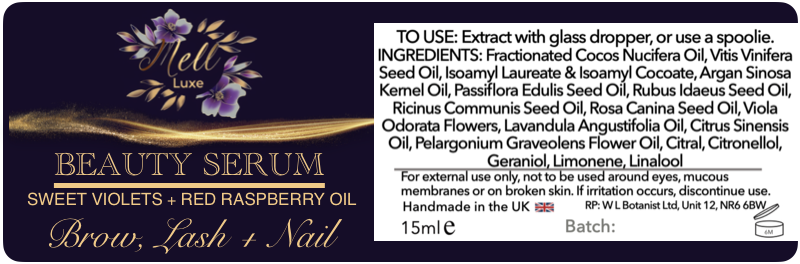 Mell
Luxe
BEAUTY SERUM
SWEET VIOLETS + RED RASPBERRY OIL
Brow, Lash + Nail
TO USE: Extract with glass dropper, or use a spoolie.
INGREDIENTS: Fractionated Cocos Nucifera Oil, Vitis Vinifera
Seed Oil, Isoamyl Laureate & Isoamyl Cocoate, Argan Sinosa
Kernel Oil, Passiflora Edulis Seed Oil, Rubus Idaeus Seed Oil,
Ricinus Communis Seed Oil, Rosa Canina Seed Oil, Viola
Odorata Flowers, Lavandula Angustifolia Oil, Citrus Sinensis
Oil, Pelargonium Graveolens Flower Oil, Citral, Citronellol,
Geraniol, Limonene, Linalool
For external use only, not to be used around eyes, mucous
membranes or on broken skin. If irritation occurs, discontinue use.
Handmade in the UK RP: W L Botanist Ltd, Unit 12, NR6 6BW
15ml e Batch:
6M